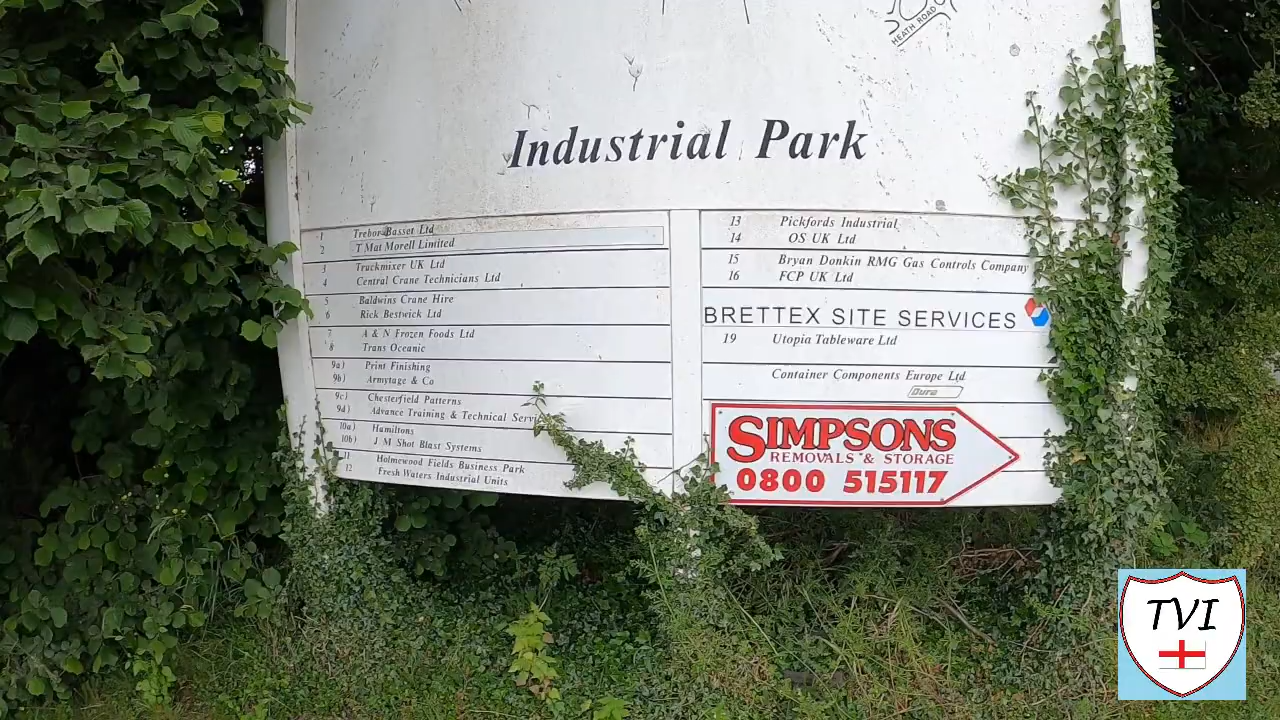 HEATH ROAD
Industrial Park
1 Trebor Basset Ltd
2 T Mat Morell Limited
3 Truckmixer UK Ltd
4 Central Crane Technicians Ltd
5 Baldwins Crane Hire
6 Rick Bestwick Ltd
7 A & N Frozen Foods Ltd
8 Trans Oceanic
9a) Print Finishing
9b) Armytage & Co
9c) Chesterfield Patterns
9d) Advance Training & Technical
10a) Hamiltons
10b) J M Shot Blast Systems
11 Holmewood Fields Business Park
12 Fresh Waters Industrial Units
13 Pickfords Industrial
14 OS UK Ltd
15 Bryan Donkin RMG Gas Controls Company
16 FCP UK Ltd
BRETTEX SITE SERVICES
19 Utopia Tableware Ltd
Container Components Europe Ltd
Dura
SIMPSONS
REMOVALS & STORAGE
0800 515117
TVI